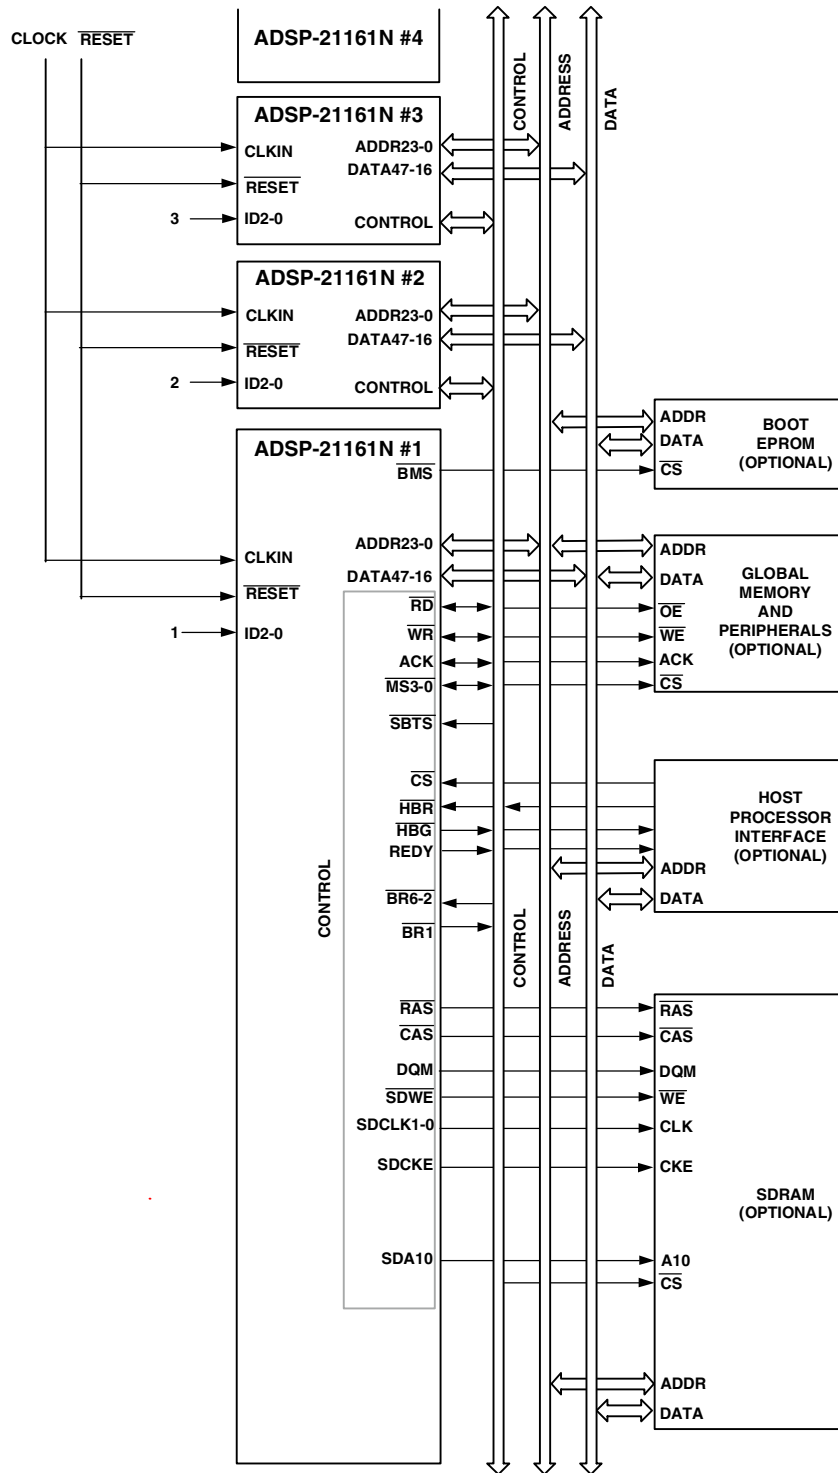 CLOCK RESET
ADSP-21161N #4
CONTROL
ADDRESS
DATA
ADSP-21161N #3
CLKIN
ADDR23-0
DATA47-16
RESET
3
ID2-0
CONTROL
ADSP-21161N #2
CLKIN
ADDR23-0
DATA47-16
RESET
2
ID2-0
CONTROL
ADSP-21161N #1
BMS
ADDR
DATA
CS
BOOT
EPROM
(OPTIONAL)
CLKIN
RESET
1
ID2-0
ADDR23-0
DATA47-16
CONTROL
RD
WR
ACK
MS3-0
SBTS
CS
HBR
HBG
REDY
BR6-2
BR1
RAS
CAS
DQM
SDWE
SDCLK1-0
SDCKE
SDA10
ADDR
DATA
OE
WE
ACK
CS
GLOBAL
MEMORY
AND
PERIPHERALS
(OPTIONAL)
HOST
PROCESSOR
INTERFACE
(OPTIONAL)
ADDR
DATA
CONTROL
ADDRESS
DATA
RAS
CAS
DQM
WE
CLK
CKE
A10
CS
ADDR
DATA
SDRAM
(OPTIONAL)